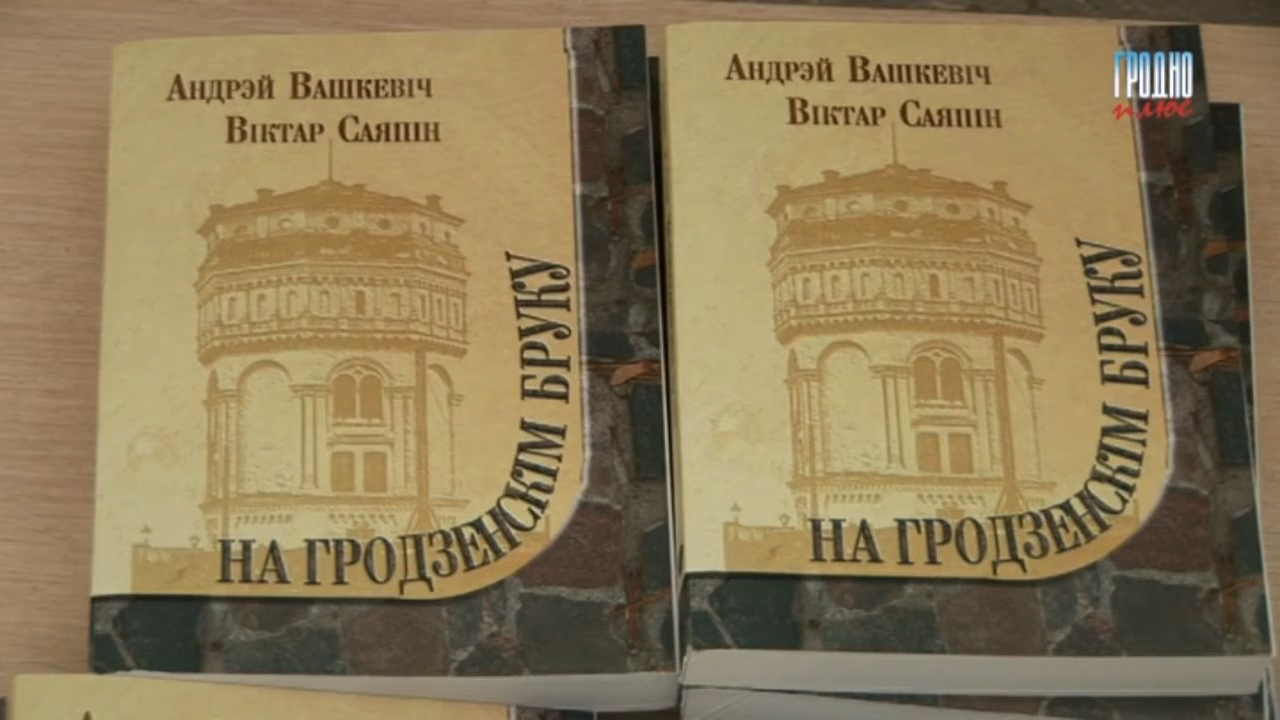 Андрэй Вашкевіч
Віктар Саяпін
НА ГРОДЗЕНСКІМ БРУКУ
Андрэй Вашкевіч
Віктар Саяпін
НА ГРОДЗЕНСКІМ БРУКУ
ГРОДНО
плюс